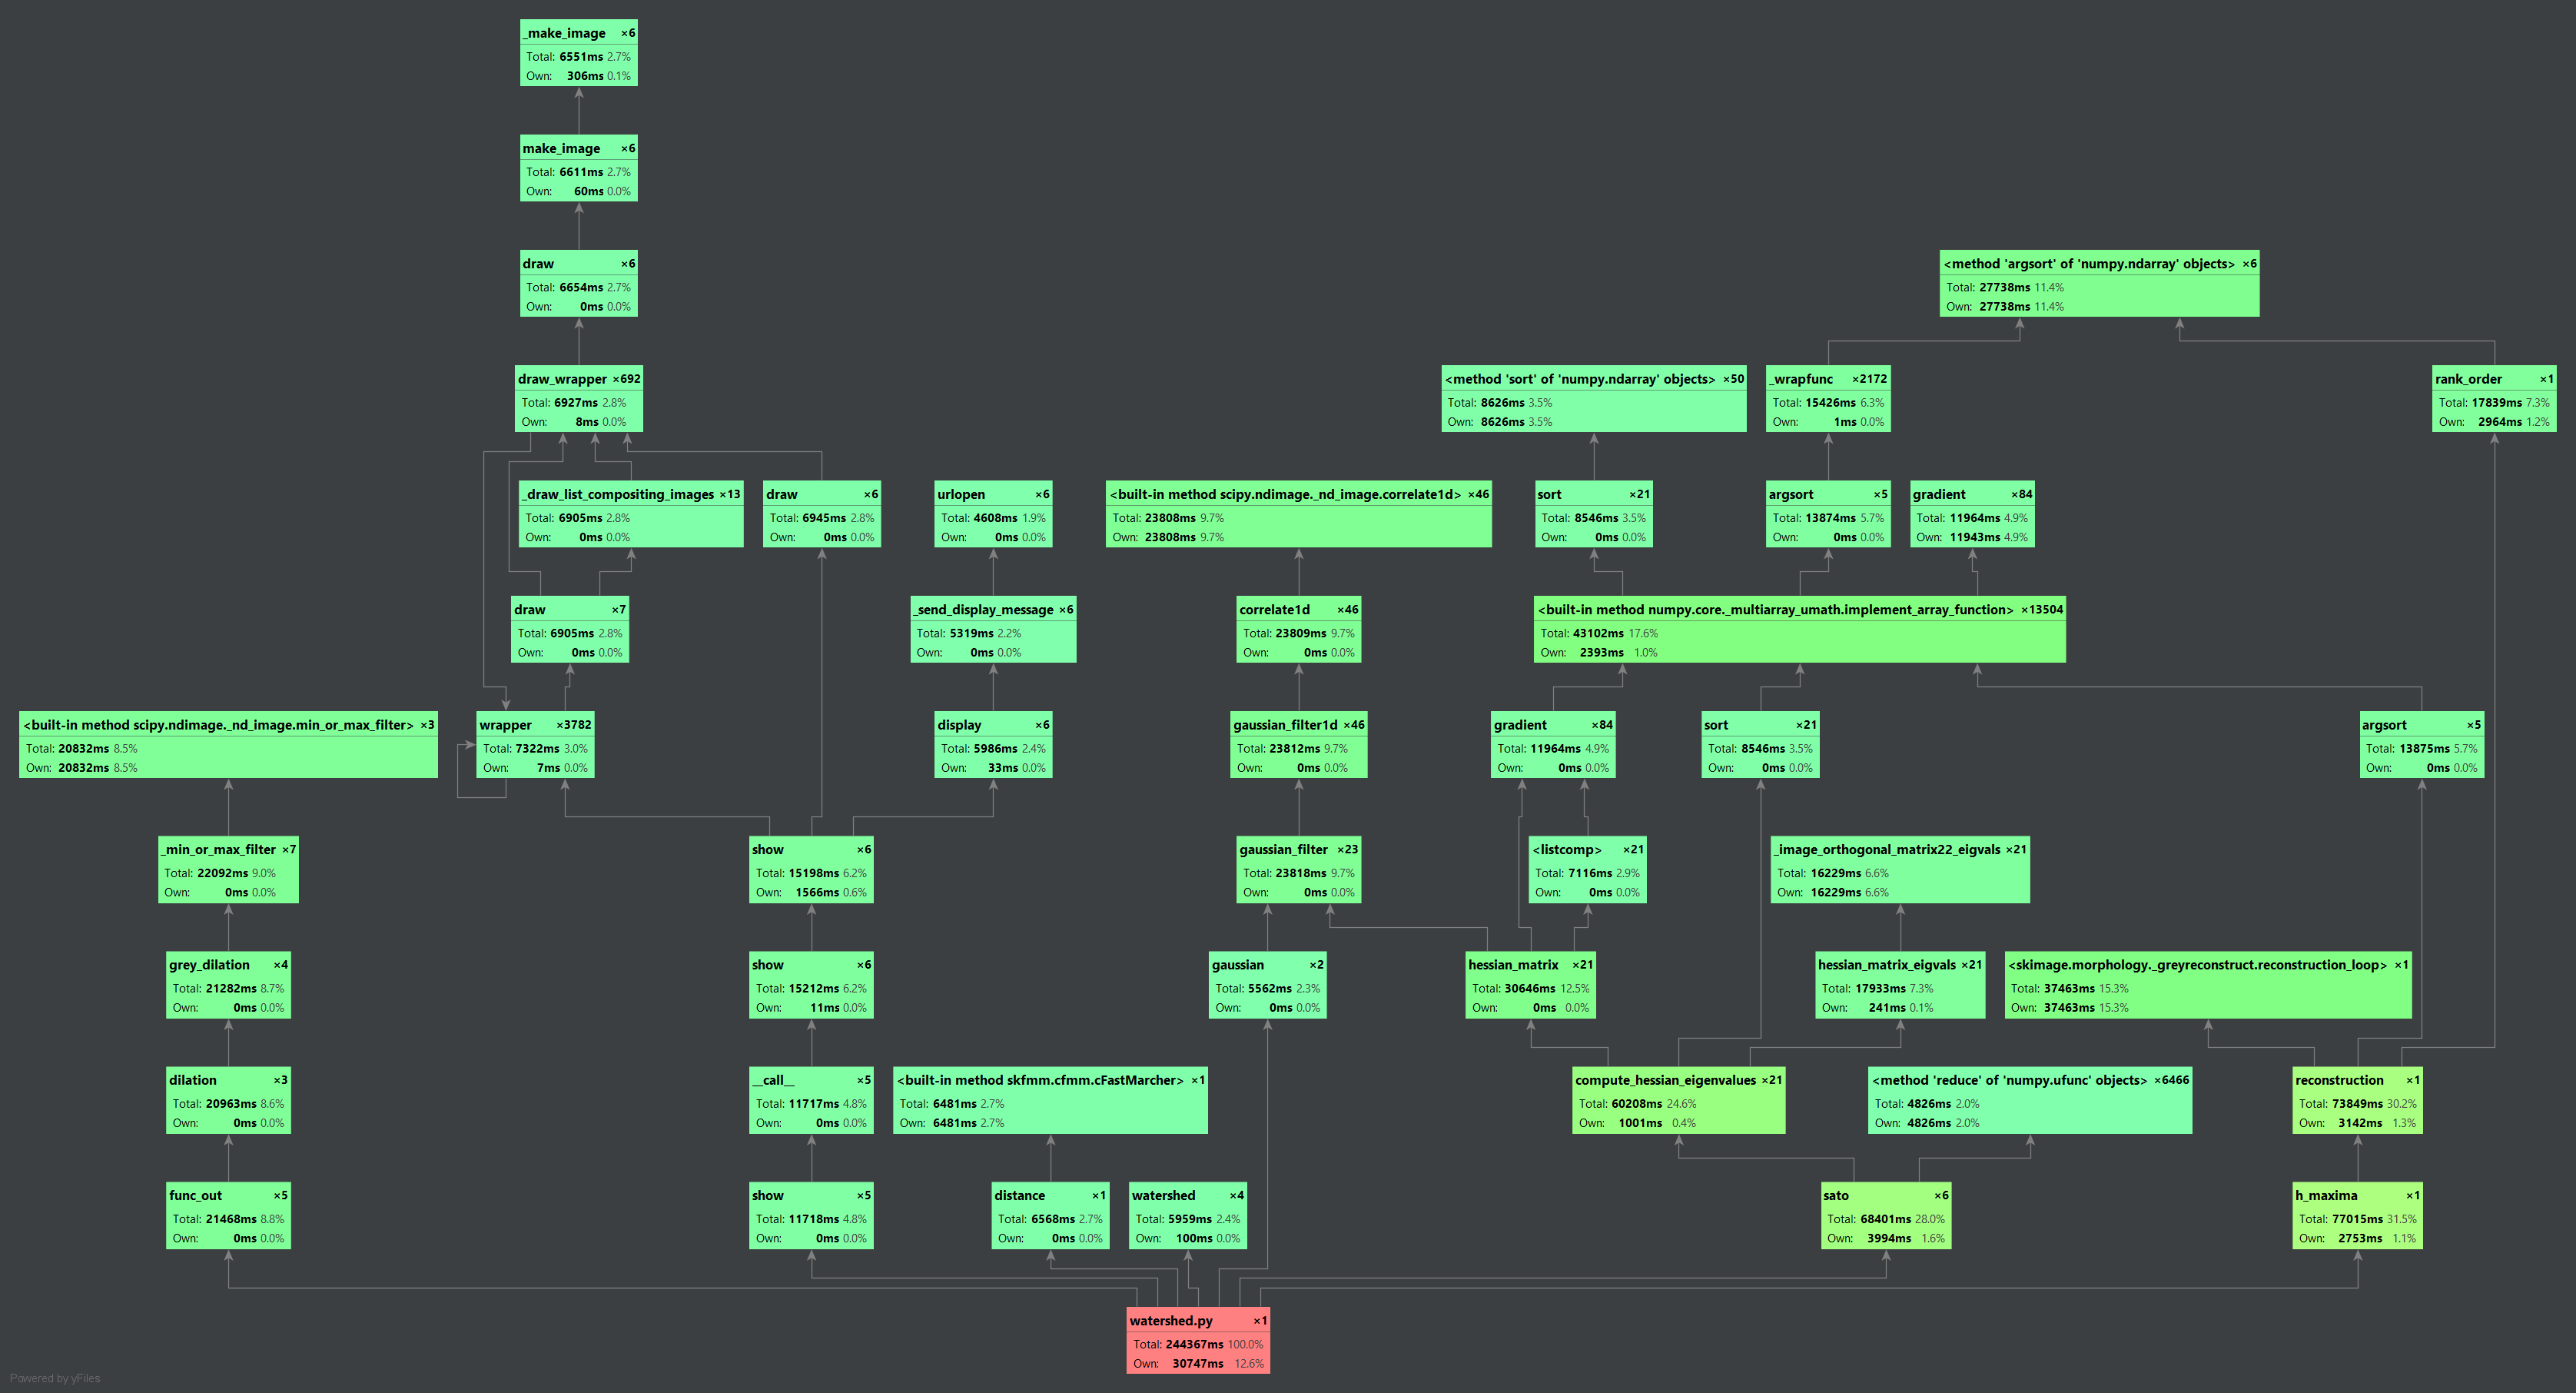 _make_image ×6
Total: 6551ms 2.7%
Own: 306ms 0.1%
make_image ×6
Total: 6611ms 2.7%
Own: 60ms 0.0%
draw ×6
Total: 6654ms 2.7%
Own: 0ms 0.0%
<method 'argsort' of 'numpy.ndarray' objects> ×6
Total: 27738ms 11.4%
Own: 27738ms 11.4%
draw_wrapper ×692
Total: 6927ms 2.8%
Own: 8ms 0.0%
<method 'sort' of 'numpy.ndarray' objects> ×50
Total: 8626ms 3.5%
Own: 8626ms 3.5%
_wrapfunc ×2172
Total: 15426ms 6.3%
Own: 1ms 0.0%
rank_order ×1
Total: 17839ms 7.3%
Own: 2964ms 1.2%
_draw_list_compositing_images ×13
Total: 6905ms 2.8%
Own: 0ms 0.0%
draw ×6
Total: 6945ms 2.8%
Own: 0ms 0.0%
urlopen ×6
Total: 4608ms 1.9%
Own: 0ms 0.0%
<built-in method scipy.ndimage._nd_image.correlate1d> ×46
Total: 23808ms 9.7%
Own: 23808ms 9.7%
sort ×21
Total: 8546ms 3.5%
Own: 0ms 0.0%
argsort ×5
Total: 13874ms 5.7%
Own: 0ms 0.0%
gradient ×84
Total: 11964ms 4.9%
Own: 11943ms 4.9%
draw ×7
Total: 6905ms 2.8%
Own: 0ms 0.0%
_send_display_message ×6
Total: 5319ms 2.2%
Own: 0ms 0.0%
correlate1d ×46
Total: 23809ms 9.7%
Own: 0ms 0.0%
<built-in method numpy.core._multiarray_umath.implement_array_function> ×13504
Total: 43102ms 17.6%
Own: 2393ms 1.0%
<built-in method scipy.ndimage._nd_image.min_or_max_filter> ×3
Total: 20832ms 8.5%
Own: 20832ms 8.5%
wrapper ×3782
Total: 7322ms 3.0%
Own: 7ms 0.0%
display ×6
Total: 5986ms 2.4%
Own: 33ms 0.0%
gaussian_filter1d ×46
Total: 23812ms 9.7%
Own: 0ms 0.0%
gradient ×84
Total: 11964ms 4.9%
Own: 0ms 0.0%
sort ×21
Total: 8546ms 3.5%
Own: 0ms 0.0%
argsort ×5
Total: 13875ms 5.7%
Own: 0ms 0.0%
_min_or_max_filter ×7
Total: 22092ms 9.0%
Own: 0ms 0.0%
show ×6
Total: 15198ms 6.2%
Own: 1566ms 0.6%
gaussian_filter ×23
Total: 23818ms 9.7%
Own: 0ms 0.0%
<listcomp> ×21
Total: 7116ms 2.9%
Own: 0ms 0.0%
_image_orthogonal_matrix22_eigvals ×21
Total: 16229ms 6.6%
Own: 16229ms 6.6%
grey_dilation ×4
Total: 21282ms 8.7%
Own: 0ms 0.0%
show ×6
Total: 15212ms 6.2%
Own: 11ms 0.0%
gaussian ×2
Total: 5562ms 2.3%
Own: 0ms 0.0%
hessian_matrix ×21
Total: 30646ms 12.5%
Own: 0ms 0.0%
hessian_matrix_eigvals ×21
Total: 17933ms 7.3%
Own: 241ms 0.1%
<skimage.morphology._greyreconstruct.reconstruction_loop> ×1
Total: 37463ms 15.3%
Own: 37463ms 15.3%
dilation ×3
Total: 20963ms 8.6%
Own: 0ms 0.0%
__call__ ×5
Total: 11717ms 4.8%
Own: 0ms 0.0%
<built-in method skfmm.cfmm.cFastMarcher> ×1
Total: 6481ms 2.7%
Own: 6481ms 2.7%
compute_hessian_eigenvalues ×21
Total: 60208ms 24.6%
Own: 1001ms 0.4%
<method 'reduce' of 'numpy.ufunc' objects> ×6466
Total: 4826ms 2.0%
Own: 4826ms 2.0%
reconstruction ×1
Total: 73849ms 30.2%
Own: 3142ms 1.3%
func_out ×5
Total: 21468ms 8.8%
Own: 0ms 0.0%
show ×5
Total: 11718ms 4.8%
Own: 0ms 0.0%
distance ×1
Total: 6568ms 2.7%
Own: 0ms 0.0%
watershed ×4
Total: 5959ms 2.4%
Own: 100ms 0.0%
sato ×6
Total: 68401ms 28.0%
Own: 3994ms 1.6%
h_maxima ×1
Total: 77015ms 31.5%
Own: 2753ms 1.1%
watershed.py ×1
Total: 244367ms 100.0%
Own: 30747ms 12.6%
Powered by yFiles